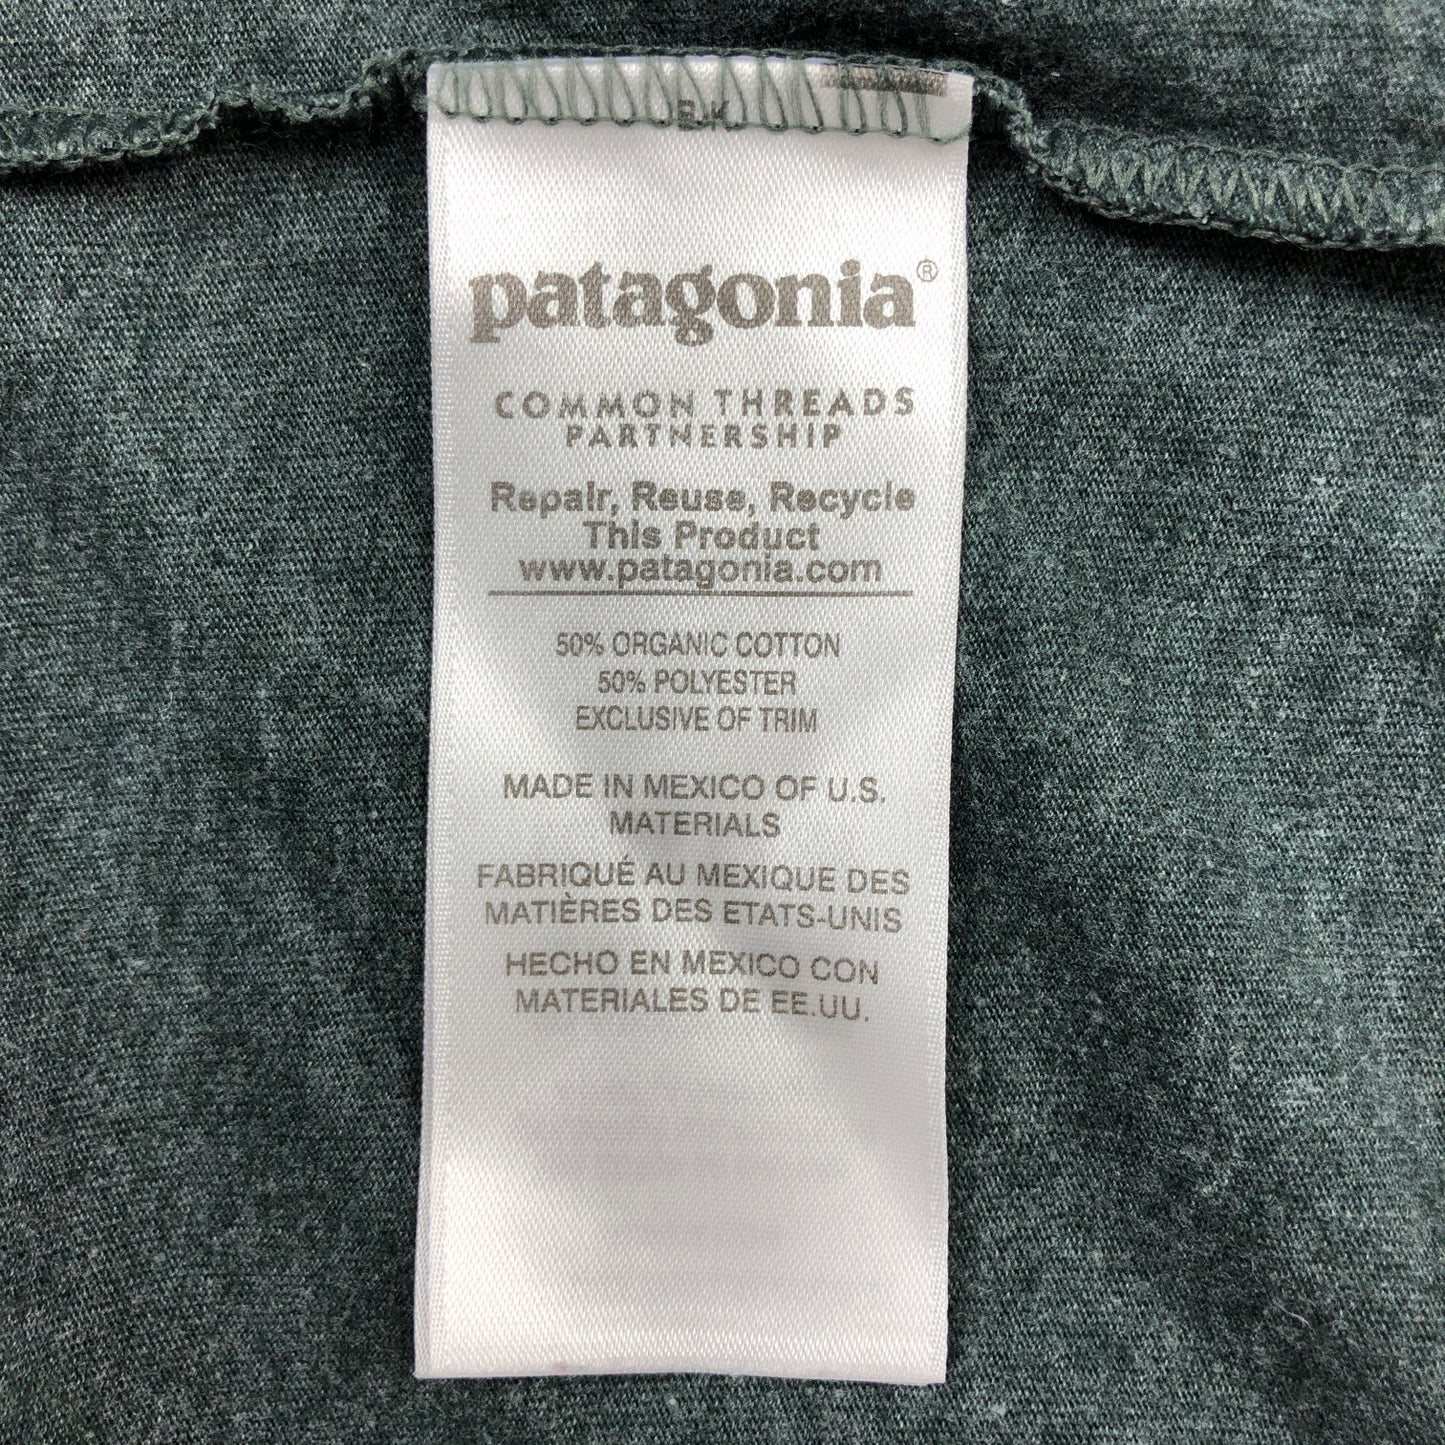 patagonia®
COMMON THREADS
PARTNERSHIP
Repair, Reuse, Recycle
This Product
www.patagonia.com
50% ORGANIC COTTON
50% POLYESTER
EXCLUSIVE OF TRIM
MADE IN MEXICO OF U.S.
MATERIALS
FABRIQUÉ AU MEXIQUE DES
MATIÈRES DES ETATS-UNIS
HECHO EN MEXICO CON
MATERIALES DE EE.UU.